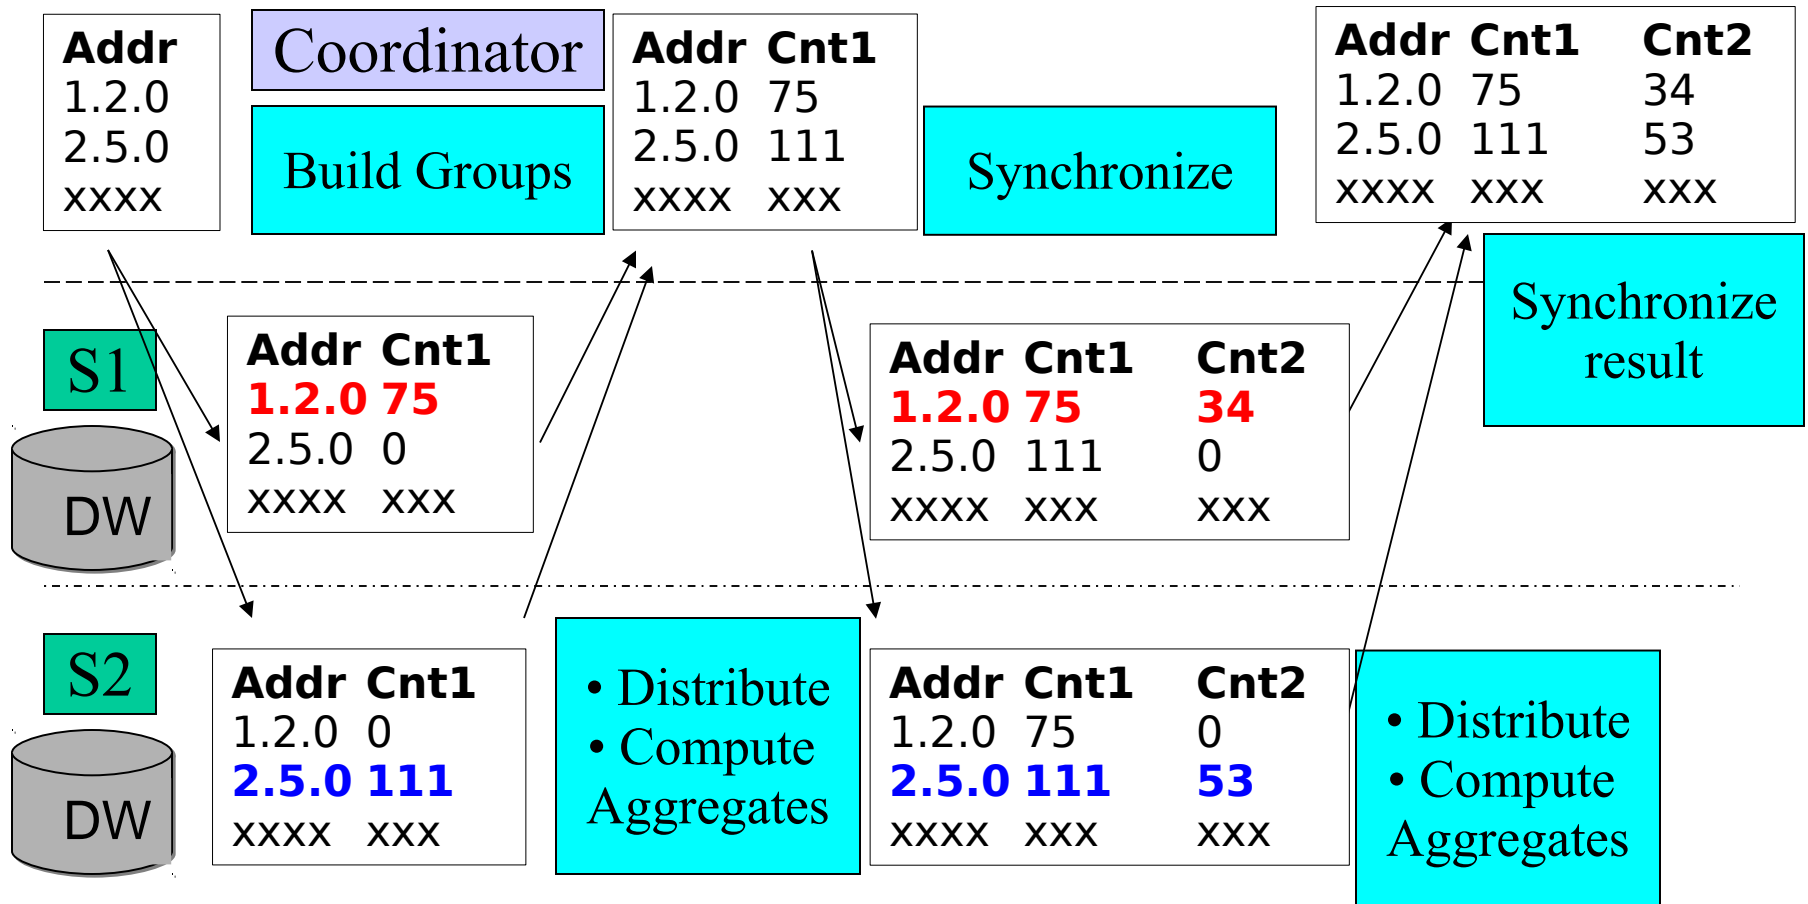 Addr
1.2.0
2.5.0
xxxx
Coordinator
Build Groups
Addr Cnt1
1.2.0 75
2.5.0 111
xxxx xxx
Synchronize
Addr Cnt1 Cnt2
1.2.0 75 34
2.5.0 111 53
xxxx xxx xxx
Synchronize
result
S1
DW
Addr Cnt1
1.2.0 75
2.5.0 0
xxxx xxx
Addr Cnt1 Cnt2
1.2.0 75 34
2.5.0 111 0
xxxx xxx xxx
S2
DW
Addr Cnt1
1.2.0 0
2.5.0 111
xxxx xxx
• Distribute
• Compute
Aggregates
Addr Cnt1 Cnt2
1.2.0 75 0
2.5.0 111 53
xxxx xxx xxx
• Distribute
• Compute
Aggregates